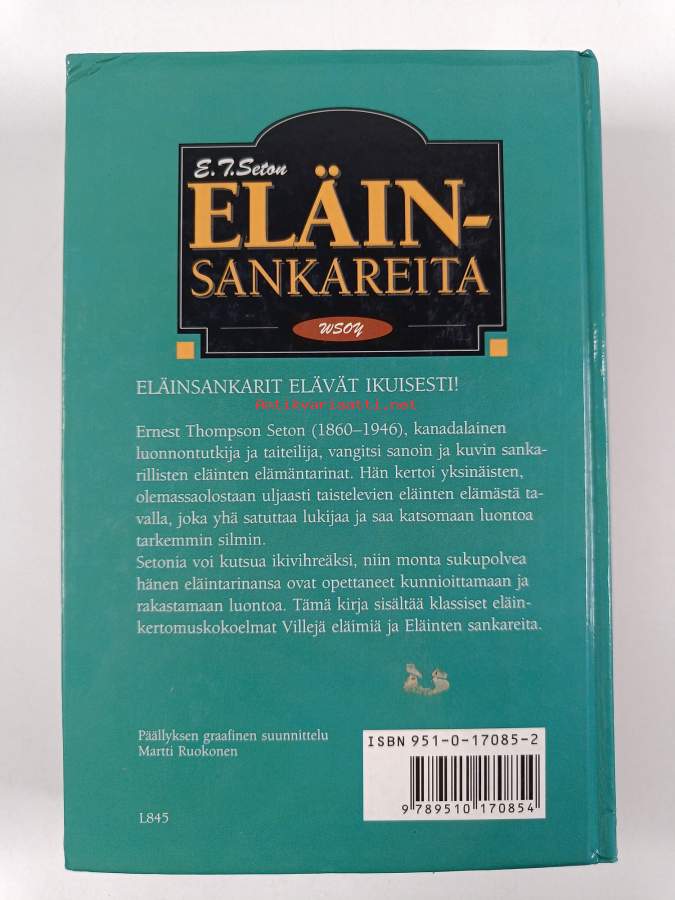 E. T. Seton
ELÄIN-
SANKAREITA
WSOY
ELÄINSANKARIT ELÄVÄT IKUISESTI!
Antikvariaatti.net
Ernest Thompson Seton (1860–1946), kanadalainen
luonnontutkija ja taiteilija, vangitsi sanoin ja kuvin sanka-
rillisten eläinten elämäntarinat. Hän kertoi yksinäisten,
olemassaolostaan uljaasti taistelevien eläinten elämästä ta-
valla, joka yhä satuttaa lukijaa ja saa katsomaan luontoa
tarkemmin silmin.
Setonia voi kutsua ikivihreäksi, niin monta sukupolvea
hänen eläintarinansa ovat opettaneet kunnioittamaan ja
rakastamaan luontoa. Tämä kirja sisältää klassiset eläin-
kertomuskokoelmat Villejä eläimiä ja Eläinten sankareita.
Päällyksen graafinen suunnittelu
Martti Ruokonen
L845
ISBN 951-0-17085-2
9 789510 170854